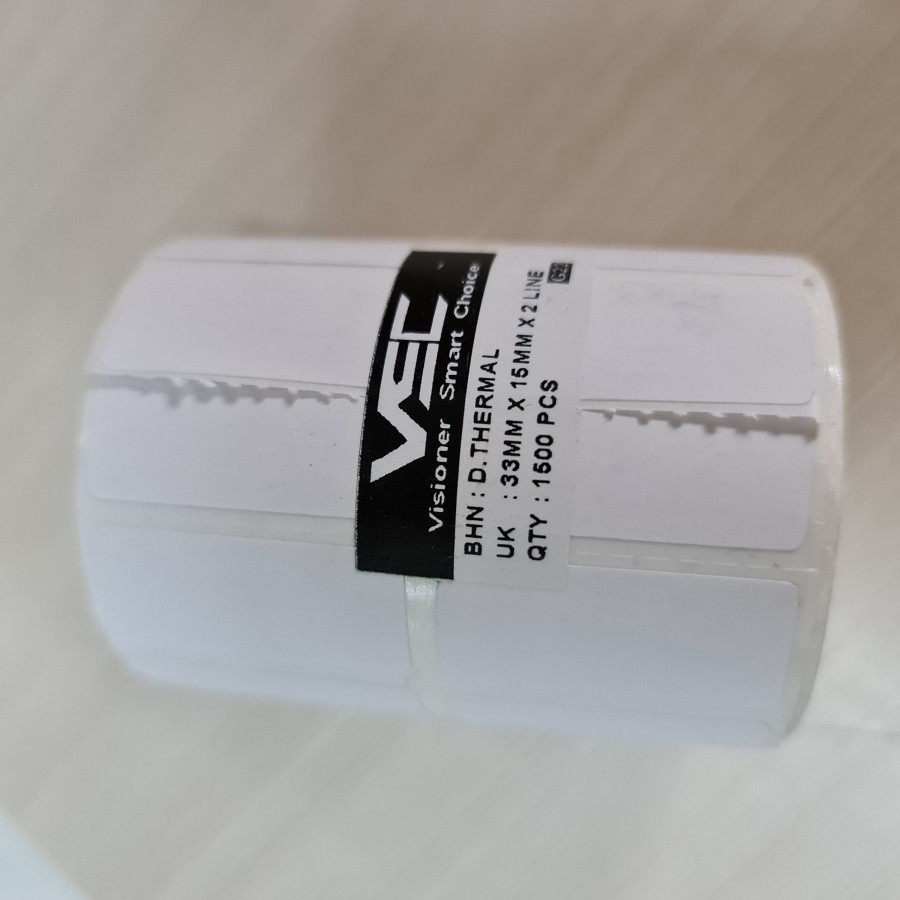 VSC
Visioner Smart Choice
BHN : D.THERMAL
UK : 33MM X 15MM X 2 LINE
QTY : 1500 PCS